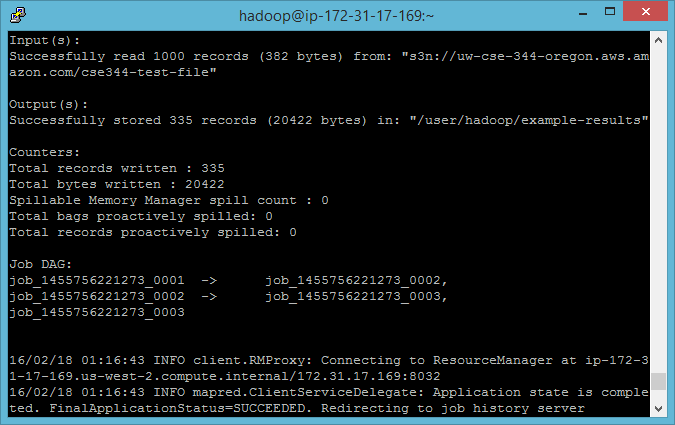 hadoop@ip-172-31-17-169:~
Input(s):
Successfully read 1000 records (382 bytes) from: "s3n://uw-cse-344-oregon.aws.am
azon.com/cse344-test-file"
Output(s):
Successfully stored 335 records (20422 bytes) in: "/user/hadoop/example-results"
Counters:
Total records written : 335
Total bytes written : 20422
Spillable Memory Manager spill count : 0
Total bags proactively spilled: 0
Total records proactively spilled: 0
Job DAG:
job_1455756221273_0001  ->      job_1455756221273_0002,
job_1455756221273_0002  ->      job_1455756221273_0003,
job_1455756221273_0003
16/02/18 01:16:43 INFO client.RMProxy: Connecting to ResourceManager at ip-172-3
1-17-169.us-west-2.compute.internal/172.31.17.169:8032
16/02/18 01:16:43 INFO mapred.ClientServiceDelegate: Application state is comple
ted. FinalApplicationStatus=SUCCEEDED. Redirecting to job history server